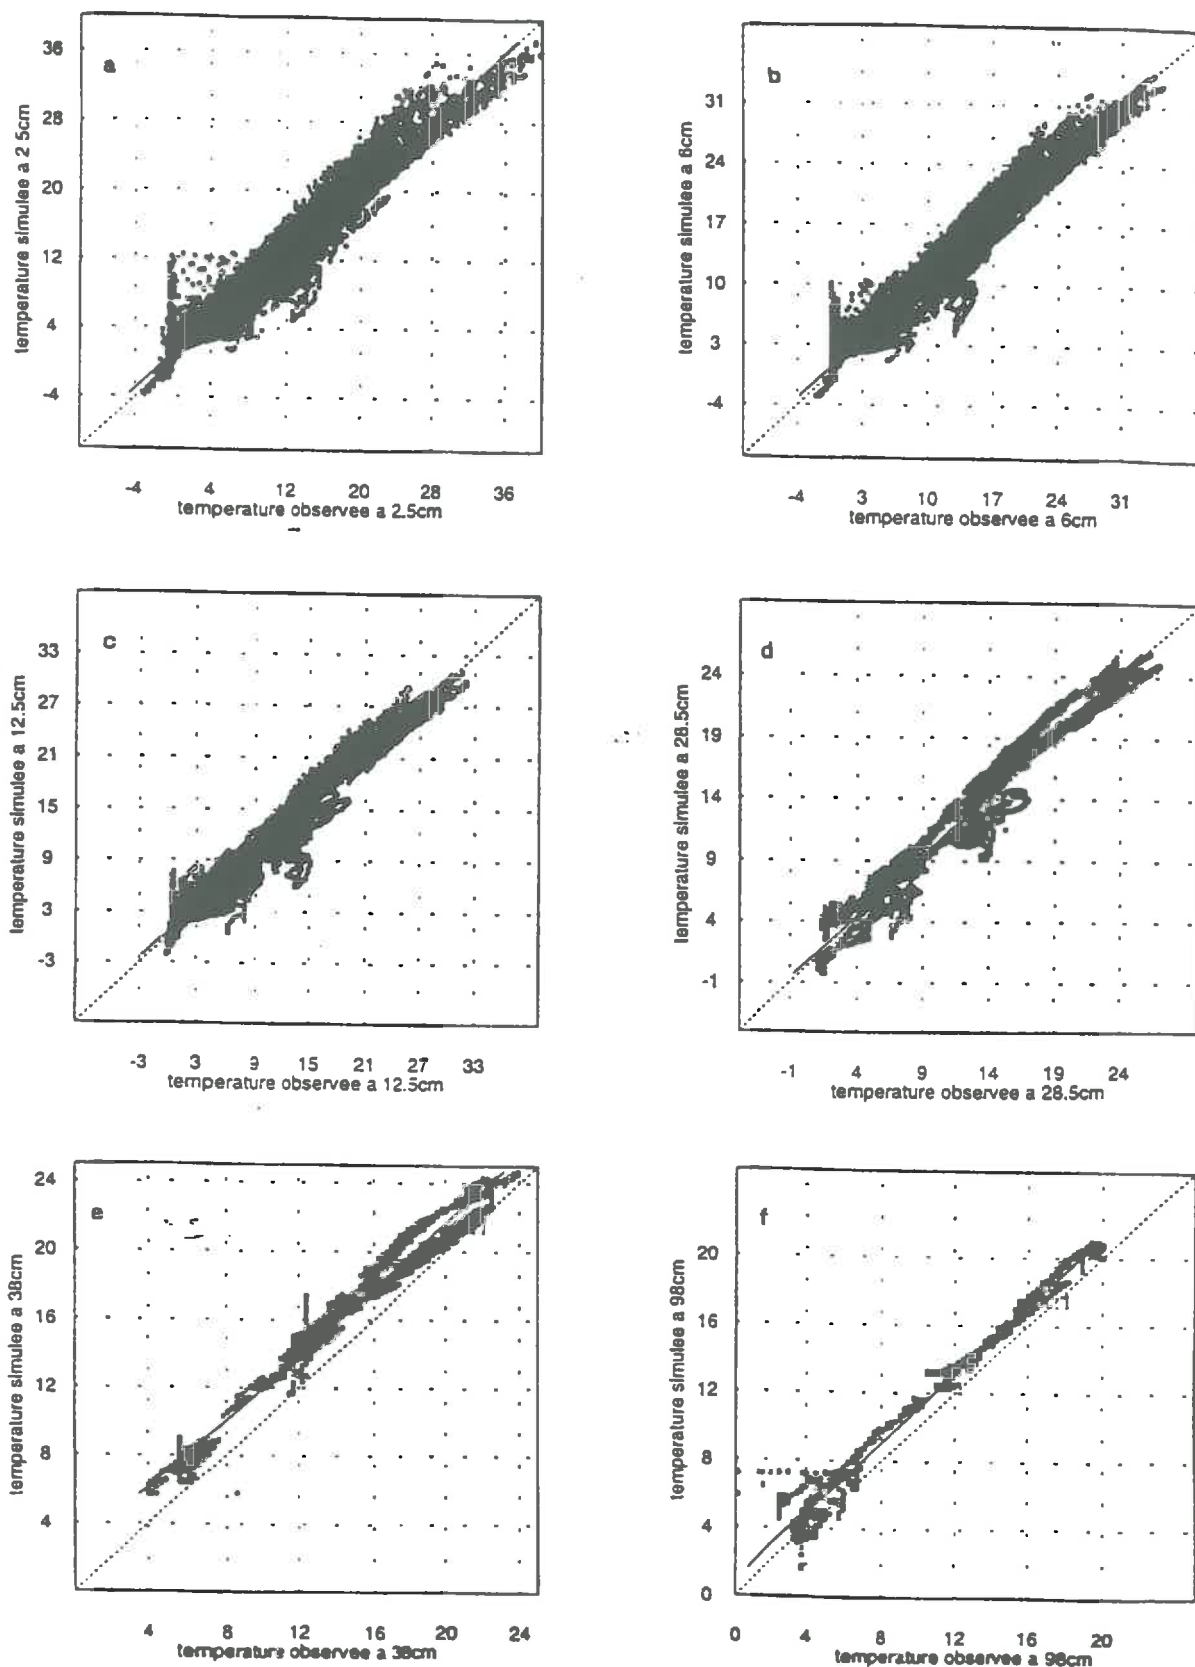 a
36
28
20
12
4
-4
temperature simulee a 2 5cm
-4 4 12 20 28 36
temperature observee a 2.5cm
b
31
24
17
10
3
-4
temperature simulee a 6cm
-4 3 10 17 24 31
temperature observee a 6cm
c
33
27
21
15
9
3
-3
temperature simulee a 12.5cm
-3 3 9 15 21 27 33
temperature observee a 12.5cm
d
24
19
14
9
4
-1
temperature simulee a 28.5cm
-1 4 9 14 19 24
temperature observee a 28.5cm
e
24
20
16
12
8
4
temperature simulee a 38cm
4 8 12 16 20 24
temperature observee a 38cm
f
20
16
12
8
4
0
temperature simulee a 98cm
0 4 8 12 16 20
temperature observee a 98cm